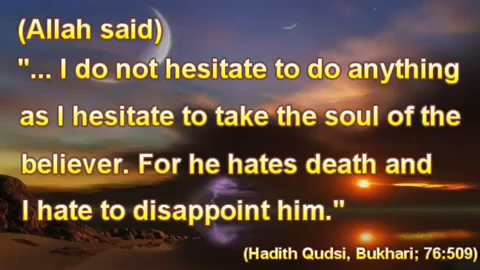 (Allah said)
"... I do not hesitate to do anything
as I hesitate to take the soul of the
believer. For he hates death and
I hate to disappoint him."
(Hadith Qudsi, Bukhari; 76:509)